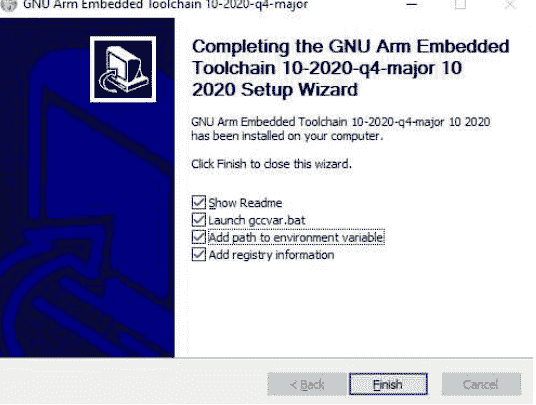 GNU Arm Embedded Toolchain 10-2020-q4-major
Completing the GNU Arm Embedded
Toolchain 10-2020-q4-major 10
2020 Setup Wizard
GNU Arm Embedded Toolchain 10-2020-q4-major 10 2020
has been installed on your computer.
Click Finish to close this wizard.
Show Readme
Launch gccvar.bat
Add path to environment variable
Add registry information
< Back
Finish
Cancel